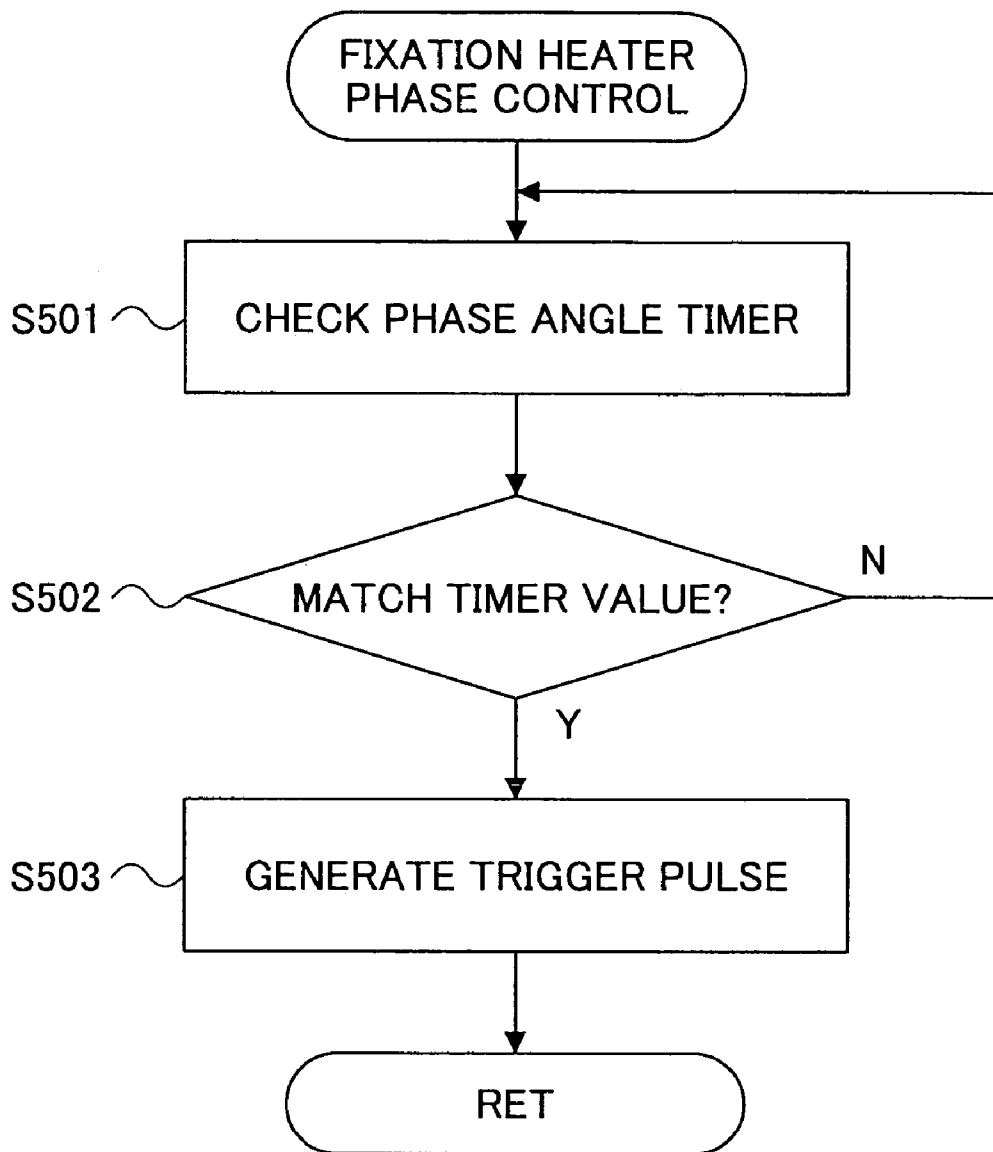 FIXATION HEATER
PHASE CONTROL
S501
CHECK PHASE ANGLE TIMER
S502
MATCH TIMER VALUE?
N
Y
S503
GENERATE TRIGGER PULSE
RET